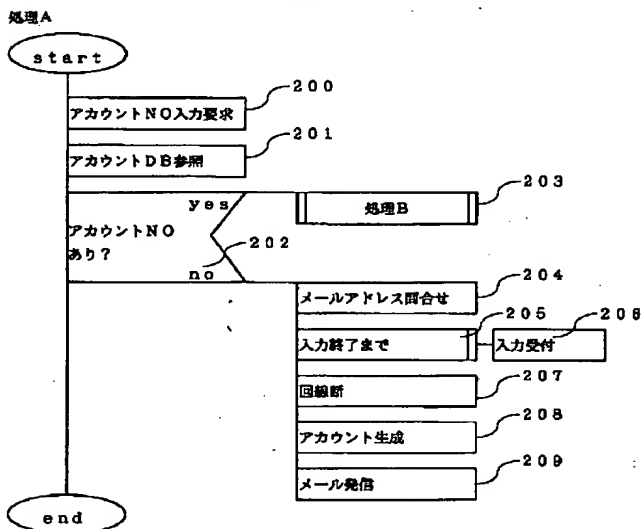 処理A
start
200
アカウントNO入力要求
201
アカウントDB参照
yes
203
処理B
アカウントNO
あり?
202
no
204
メールアドレス問合せ
205
206
入力終了まで
入力受付
207
回線断
208
アカウント生成
209
メール発信
end